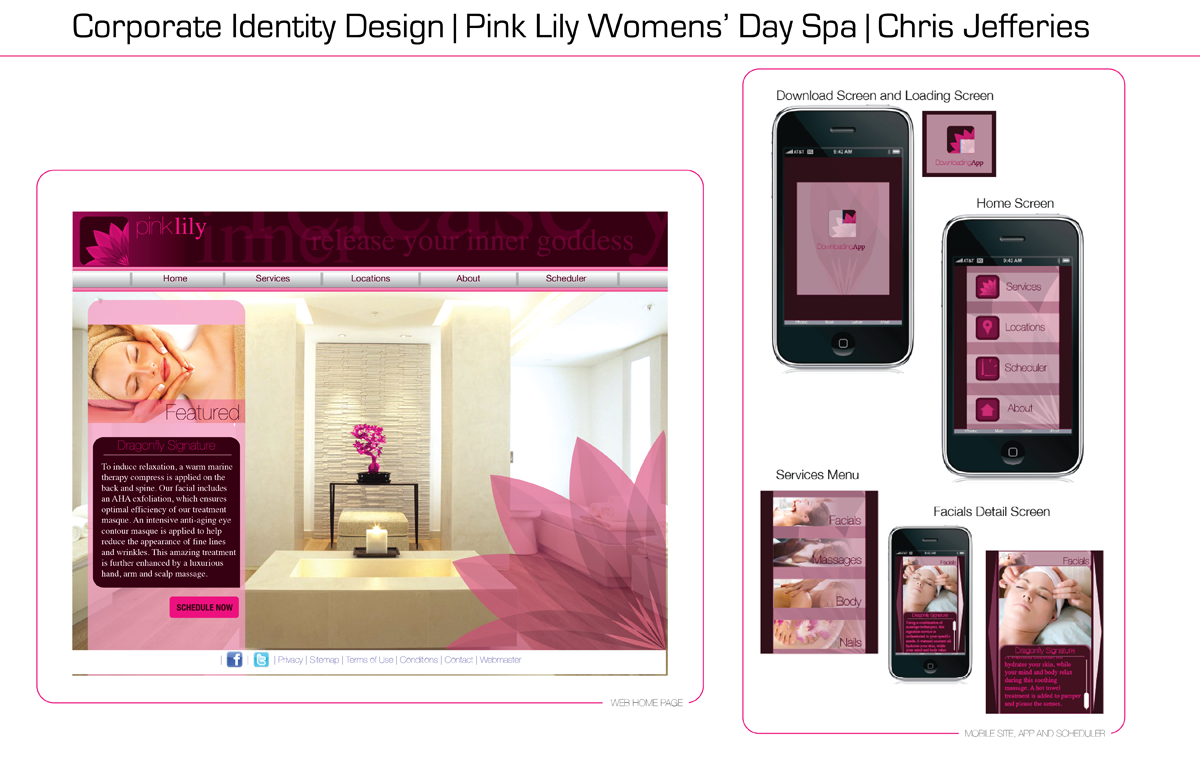 Corporate Identity Design | Pink Lily Womens’ Day Spa | Chris Jefferies
pink lily
release your inner goddess
Home Services Locations About Scheduler
Featured
Dragonfly Signature
To induce relaxation, a warm marine
therapy compress is applied on the
back and spine. Our facial includes
an AHA exfoliation, which ensures
optimal efficiency of our treatment
masque. An intensive anti-aging eye
contour masque is applied to help
reduce the appearance of fine lines
and wrinkles. This amazing treatment
is further enhanced by a luxurious
hand, arm and scalp massage.
SCHEDULE NOW
| Privacy | Sitemap | Terms of Use | Conditions | Contact | Webmaster
WEB HOME PAGE
Download Screen and Loading Screen
AT&T 9:42 AM
DownloadingApp
DownloadingApp
Home Screen
AT&T 9:42 AM
Services
Locations
Scheduler
About
Services Menu
Facials
Massages
Body
Nails
Facials Detail Screen
Facials
Dragonfly Signature
Facials
Dragonfly Signature
hydrates your skin, while
your mind and body relax
during this soothing
massage. A hot towel
treatment is added to pamper
and please the senses.
MOBILE SITE, APP AND SCHEDULER